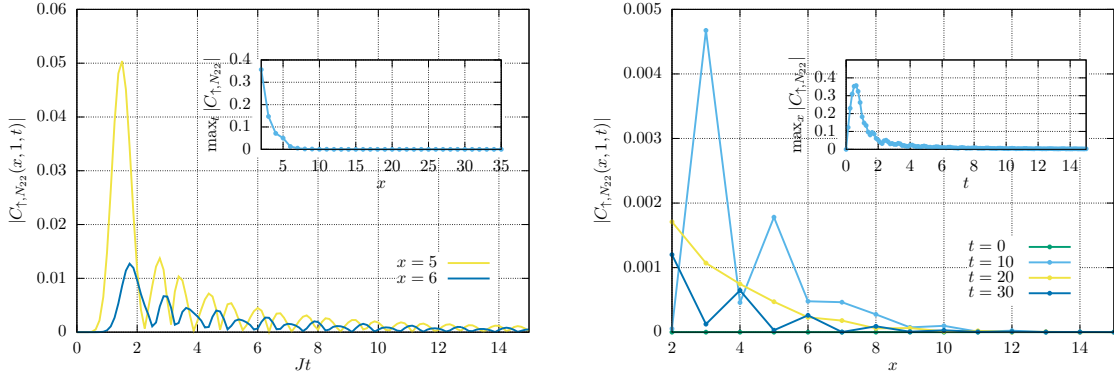 |C↑,N₂₂(x, 1, t)|
0.06
0.05
0.04
0.03
0.02
0.01
0
0 2 4 6 8 10 12 14
Jt
x = 5
x = 6
maxₜ |C↑,N₂₂|
0.4
0.3
0.2
0.1
0
5 10 15 20 25 30 35
x
|C↑,N₂₂(x, 1, t)|
0.005
0.004
0.003
0.002
0.001
0
2 4 6 8 10 12 14
x
t = 0
t = 10
t = 20
t = 30
maxₓ |C↑,N₂₂|
0.4
0.3
0.2
0.1
0
0 2 4 6 8 10 12 14
t